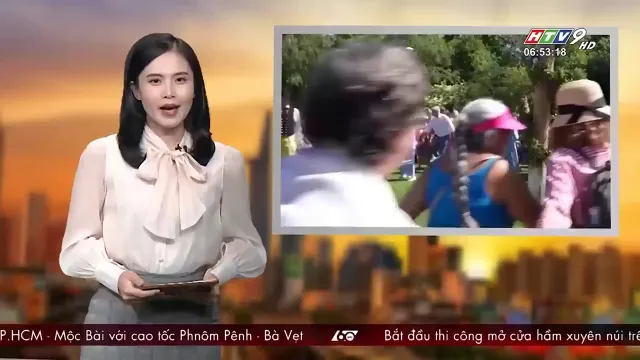 HTV9 HD
06:53:18
P.HCM - Mộc Bài với cao tốc Phnôm Pênh - Bà Vẹt
60
Bắt đầu thi công mở cửa hầm xuyên núi trê